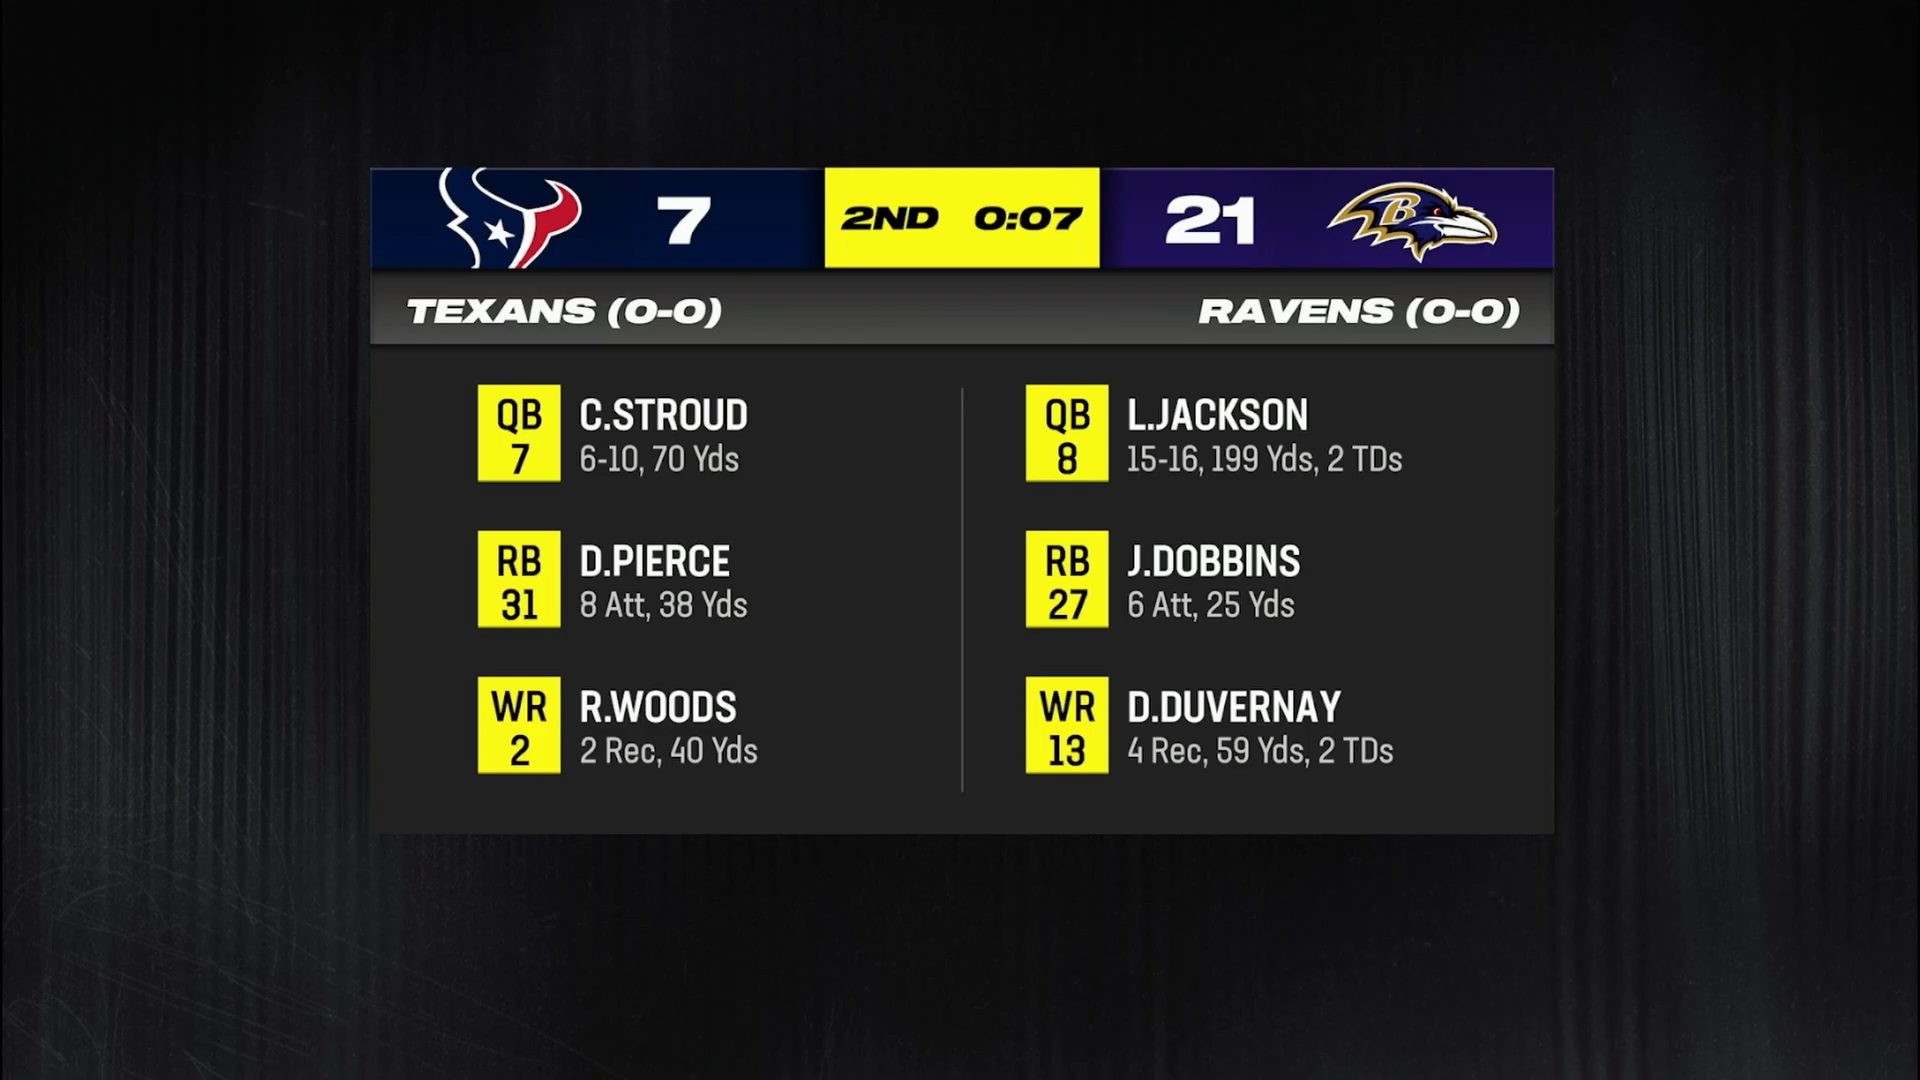 7 2ND 0:07 21
TEXANS (0-0) RAVENS (0-0)
QB 7 C.STROUD
6-10, 70 Yds
RB 31 D.PIERCE
8 Att, 38 Yds
WR 2 R.WOODS
2 Rec, 40 Yds
QB 8 L.JACKSON
15-16, 199 Yds, 2 TDs
RB 27 J.DOBBINS
6 Att, 25 Yds
WR 13 D.DUVERNAY
4 Rec, 59 Yds, 2 TDs